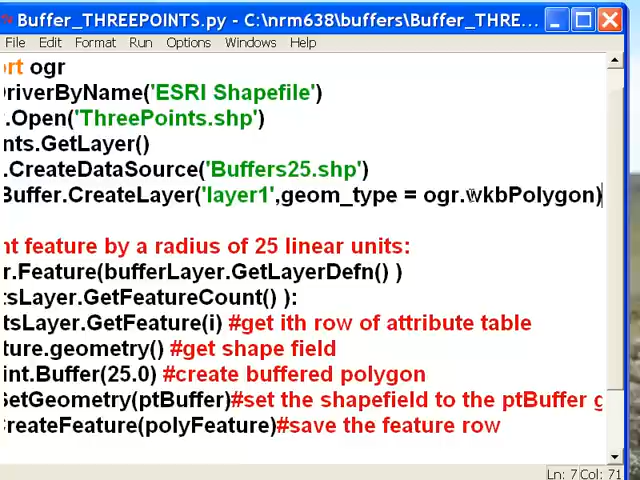 Buffer_THREEPOINTS.py - C:\nrm638\buffers\Buffer_THRE...
File Edit Format Run Options Windows Help
ort ogr
DriverByName('ESRI Shapefile')
.Open('ThreePoints.shp')
nts.GetLayer()
.CreateDataSource('Buffers25.shp')
Buffer.CreateLayer('layer1',geom_type = ogr.wkbPolygon)
nt feature by a radius of 25 linear units:
r.Feature(bufferLayer.GetLayerDefn() )
tsLayer.GetFeatureCount() ):
tsLayer.GetFeature(i) #get ith row of attribute table
ture.geometry() #get shape field
int.Buffer(25.0) #create buffered polygon
SetGeometry(ptBuffer)#set the shapefield to the ptBuffer g
CreateFeature(polyFeature)#save the feature row
Ln: 7 Col: 71